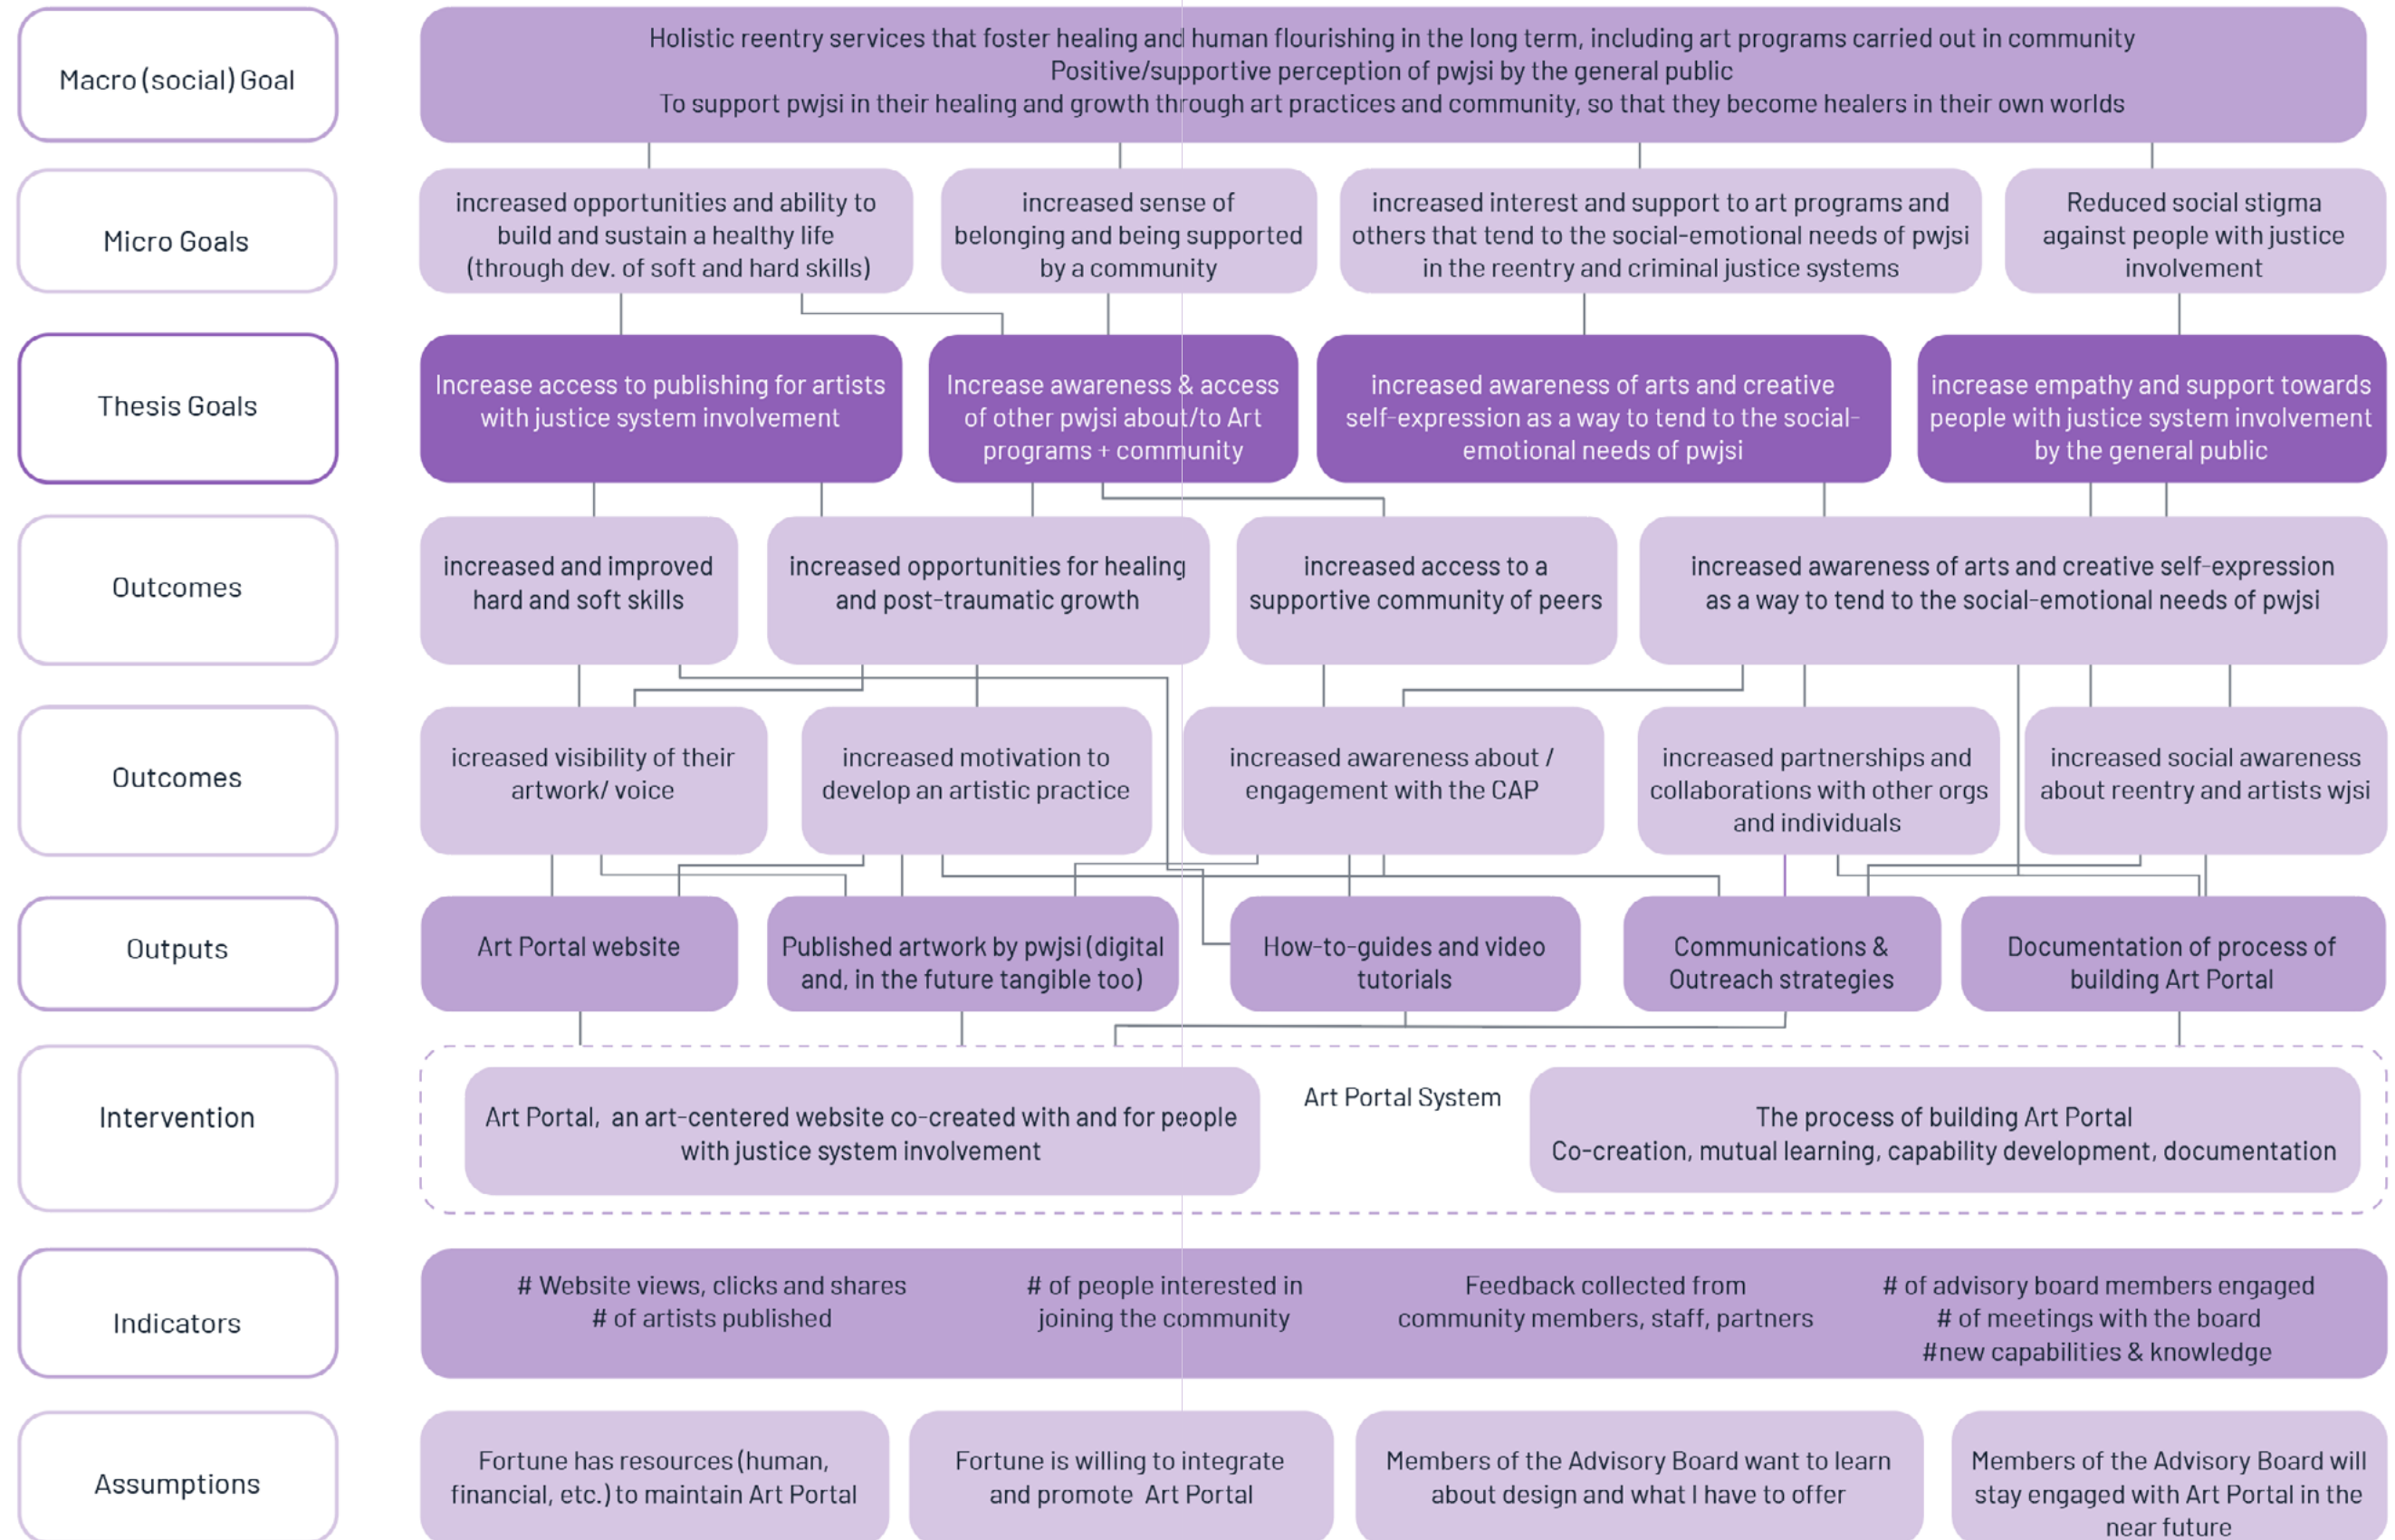 Macro (social) Goal
Holistic reentry services that foster healing and human flourishing in the long term, including art programs carried out in community
Positive/supportive perception of pwjsi by the general public
To support pwjsi in their healing and growth through art practices and community, so that they become healers in their own worlds
Micro Goals
increased opportunities and ability to
build and sustain a healthy life
(through dev. of soft and hard skills)
increased sense of
belonging and being supported
by a community
increased interest and support to art programs and
others that tend to the social-emotional needs of pwjsi
in the reentry and criminal justice systems
Reduced social stigma
against people with justice
involvement
Thesis Goals
Increase access to publishing for artists
with justice system involvement
Increase awareness & access
of other pwjsi about/to Art
programs + community
increased awareness of arts and creative
self-expression as a way to tend to the social-
emotional needs of pwjsi
increase empathy and support towards
people with justice system involvement
by the general public
Outcomes
increased and improved
hard and soft skills
increased opportunities for healing
and post-traumatic growth
increased access to a
supportive community of peers
increased awareness of arts and creative self-expression
as a way to tend to the social-emotional needs of pwjsi
Outcomes
icreased visibility of their
artwork/ voice
increased motivation to
develop an artistic practice
increased awareness about /
engagement with the CAP
increased partnerships and
collaborations with other orgs
and individuals
increased social awareness
about reentry and artists wjsi
Outputs
Art Portal website
Published artwork by pwjsi (digital
and, in the future tangible too)
How-to-guides and video
tutorials
Communications &
Outreach strategies
Documentation of process of
building Art Portal
Intervention
Art Portal, an art-centered website co-created with and for people
with justice system involvement
Art Portal System
The process of building Art Portal
Co-creation, mutual learning, capability development, documentation
Indicators
# Website views, clicks and shares
# of artists published
# of people interested in
joining the community
Feedback collected from
community members, staff, partners
# of advisory board members engaged
# of meetings with the board
#new capabilities & knowledge
Assumptions
Fortune has resources (human,
financial, etc.) to maintain Art Portal
Fortune is willing to integrate
and promote Art Portal
Members of the Advisory Board want to learn
about design and what I have to offer
Members of the Advisory Board will
stay engaged with Art Portal in the
near future